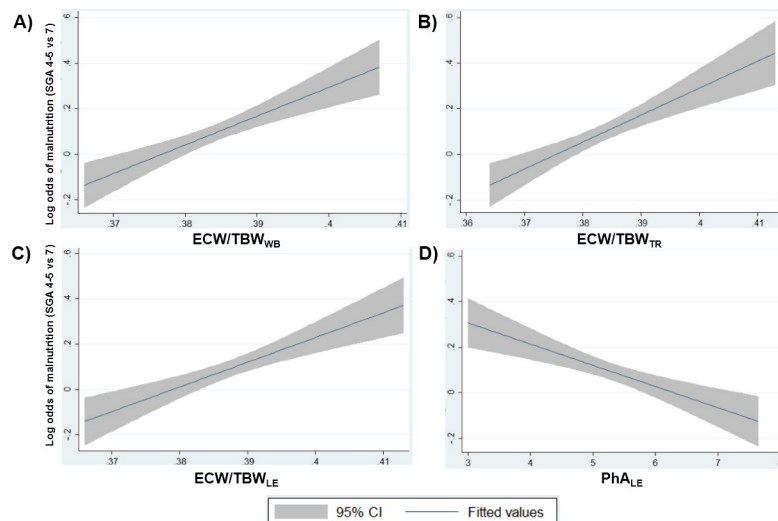 A)
Log odds of malnutrition (SGA 4-5 vs 7)
.6
.4
.2
0
-.2
.37 .38 .39 .4 .41
ECW/TBWWB
B)
.6
.4
.2
0
-.2
.36 .37 .38 .39 .4 .41
ECW/TBWTR
C)
Log odds of malnutrition (SGA 4-5 vs 7)
.6
.4
.2
0
-.2
.37 .38 .39 .4 .41
ECW/TBWLE
D)
.6
.4
.2
0
-.2
3 4 5 6 7
PhALE
95% CI Fitted values